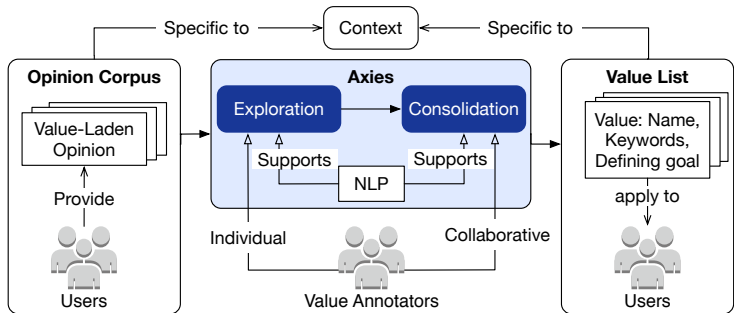 Specific to
Context
Specific to
Opinion Corpus
Value-Laden
Opinion
Provide
Users
Axies
Exploration
Consolidation
Supports
Supports
NLP
Individual
Collaborative
Value Annotators
Value List
Value: Name,
Keywords,
Defining goal
apply to
Users